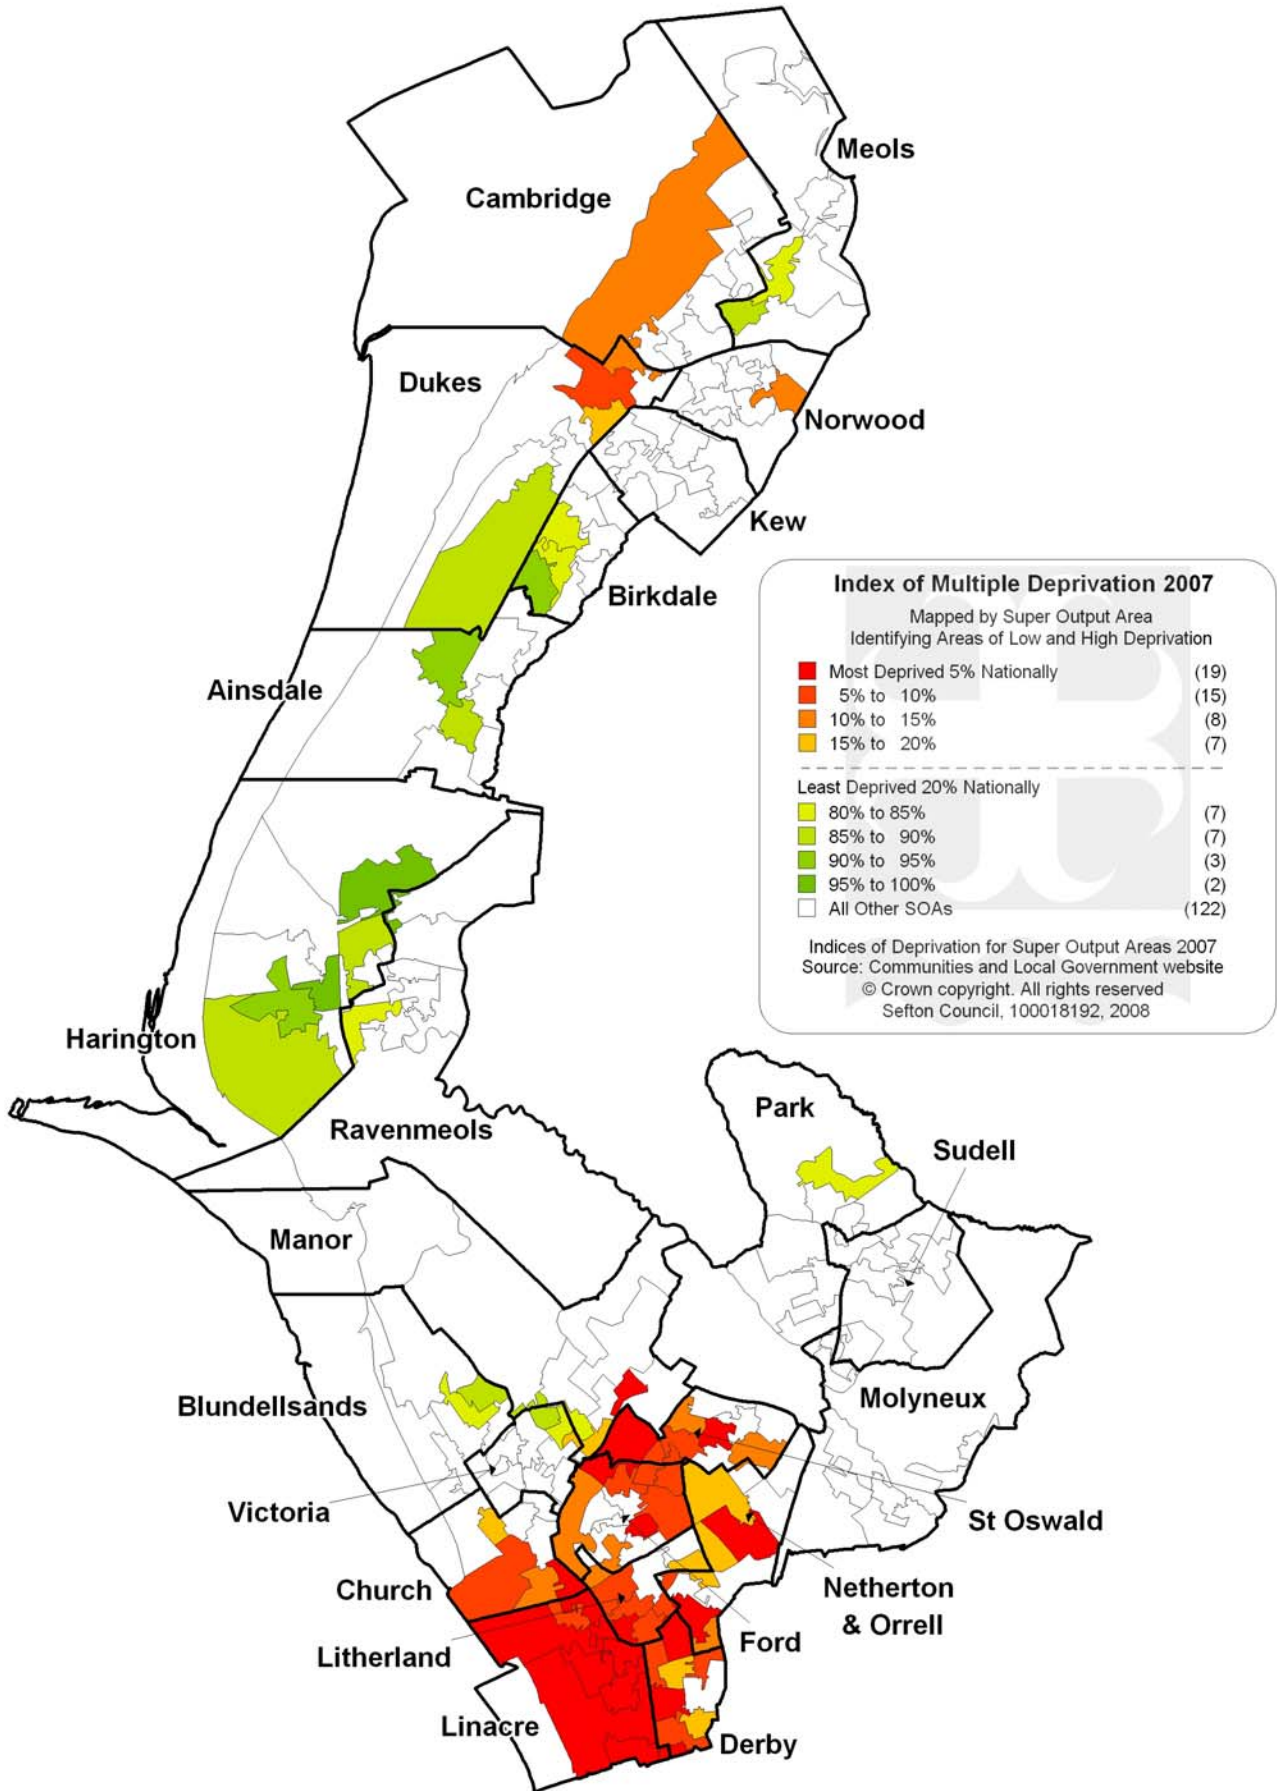 Meols
Cambridge
Dukes
Norwood
Kew
Birkdale
Ainsdale
Index of Multiple Deprivation 2007
Mapped by Super Output Area
Identifying Areas of Low and High Deprivation
Most Deprived 5% Nationally (19)
5% to 10% (15)
10% to 15% (8)
15% to 20% (7)
Least Deprived 20% Nationally
80% to 85% (7)
85% to 90% (7)
90% to 95% (3)
95% to 100% (2)
All Other SOAs (122)
Indices of Deprivation for Super Output Areas 2007
Source: Communities and Local Government website
© Crown copyright. All rights reserved
Sefton Council, 100018192, 2008
Harington
Ravenmeols
Park
Sudell
Manor
Blundellsands
Molyneux
Victoria
St Oswald
Church
Netherton
& Orrell
Litherland
Ford
Linacre
Derby